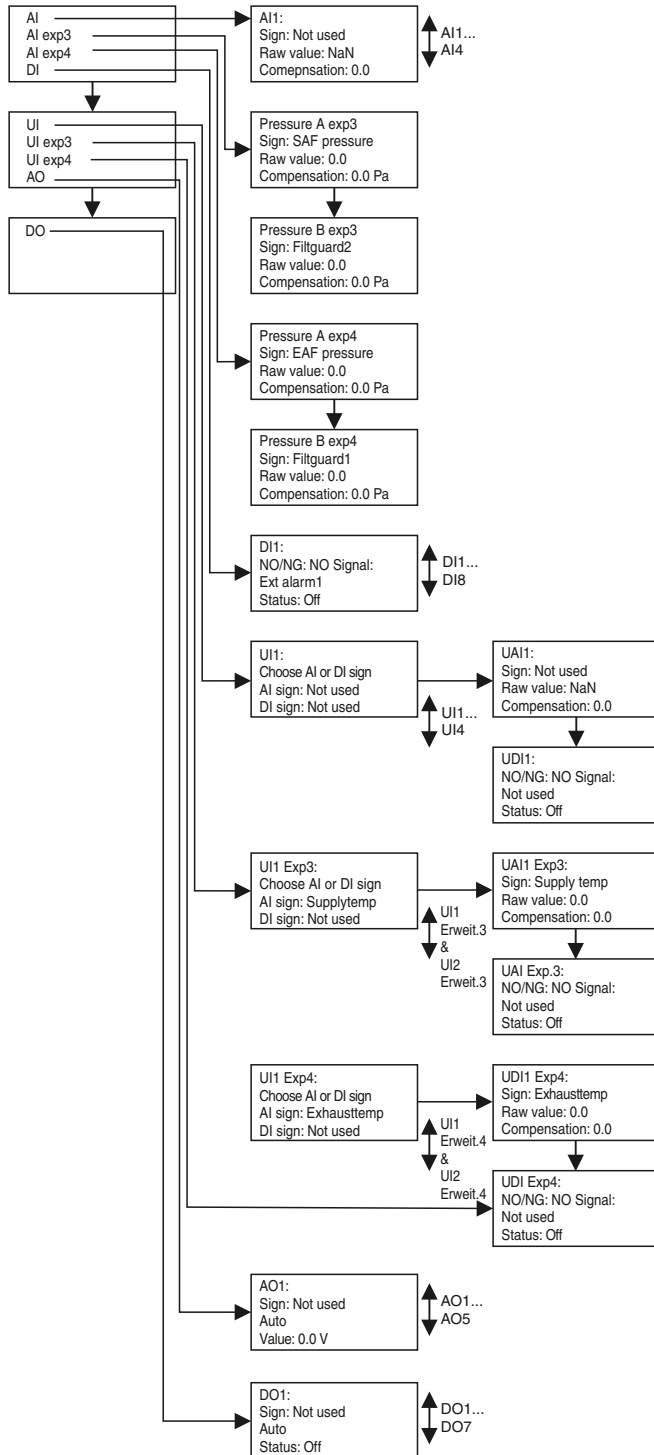 AI
AI exp3
AI exp4
DI
UI
UI exp3
UI exp4
AO
DO
AI1:
Sign: Not used
Raw value: NaN
Comepnsation: 0.0
AI1...
AI4
Pressure A exp3
Sign: SAF pressure
Raw value: 0.0
Compensation: 0.0 Pa
Pressure B exp3
Sign: Filtguard2
Raw value: 0.0
Compensation: 0.0 Pa
Pressure A exp4
Sign: EAF pressure
Raw value: 0.0
Compensation: 0.0 Pa
Pressure B exp4
Sign: Filtguard1
Raw value: 0.0
Compensation: 0.0 Pa
DI1:
NO/NG: NO Signal:
Ext alarm1
Status: Off
DI1...
DI8
UI1:
Choose AI or DI sign
AI sign: Not used
DI sign: Not used
UI1...
UI4
UAI1:
Sign: Not used
Raw value: NaN
Compensation: 0.0
UDI1:
NO/NG: NO Signal:
Not used
Status: Off
UI1 Exp3:
Choose AI or DI sign
AI sign: Supplytemp
DI sign: Not used
UI1
Erweit.3
&
UI2
Erweit.3
UAI1 Exp3:
Sign: Supply temp
Raw value: 0.0
Compensation: 0.0
UAI Exp.3:
NO/NG: NO Signal:
Not used
Status: Off
UI1 Exp4:
Choose AI or DI sign
AI sign: Exhausttemp
DI sign: Not used
UI1
Erweit.4
&
UI2
Erweit.4
UDI1 Exp4:
Sign: Exhausttemp
Raw value: 0.0
Compensation: 0.0
UDI Exp4:
NO/NG: NO Signal:
Not used
Status: Off
AO1:
Sign: Not used
Auto
Value: 0.0 V
AO1...
AO5
DO1:
Sign: Not used
Auto
Status: Off
DO1...
DO7